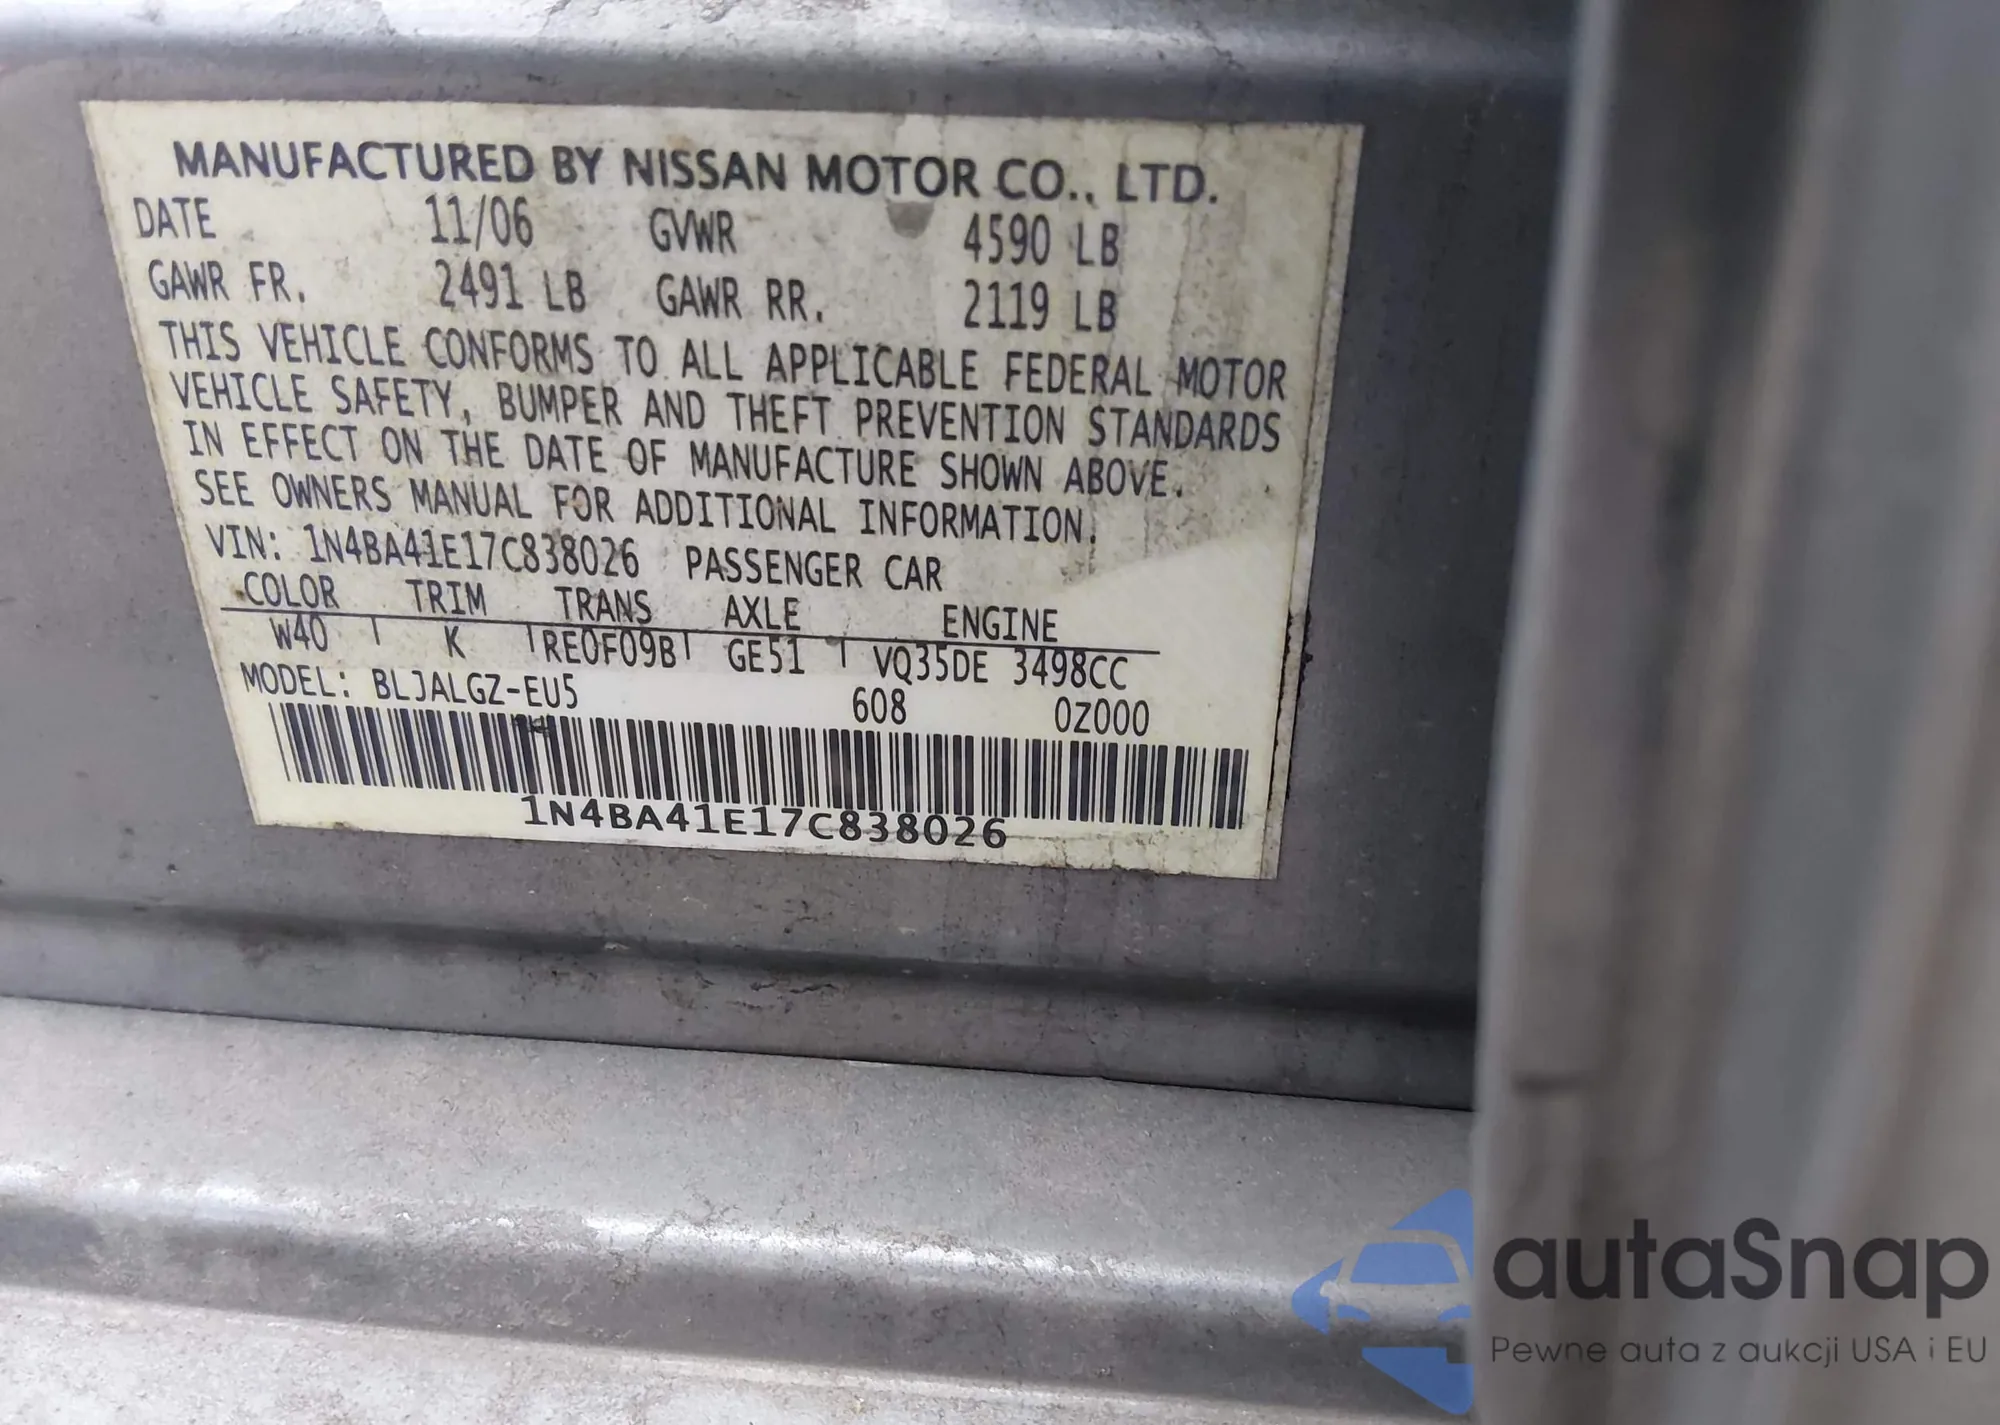 MANUFACTURED BY NISSAN MOTOR CO., LTD.
DATE 11/06 GVWR 4590 LB
GAWR FR. 2491 LB GAWR RR. 2119 LB
THIS VEHICLE CONFORMS TO ALL APPLICABLE FEDERAL MOTOR
VEHICLE SAFETY, BUMPER AND THEFT PREVENTION STANDARDS
IN EFFECT ON THE DATE OF MANUFACTURE SHOWN ABOVE.
SEE OWNERS MANUAL FOR ADDITIONAL INFORMATION.
VIN: 1N4BA41E17C838026 PASSENGER CAR
COLOR TRIM TRANS AXLE ENGINE
W40 K RE0F09B GE51 VQ35DE 3498CC
MODEL: BLJALGZ-EU5 608 0Z000
1N4BA41E17C838026
autaSnap
Pewne auta z aukcji USA i EU